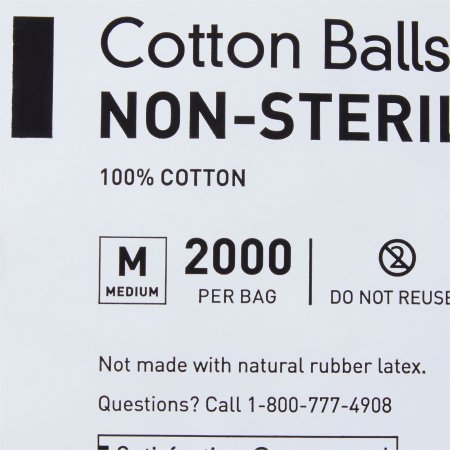 Cotton Balls
NON-STERIL
100% COTTON
M
MEDIUM
2000
PER BAG
2
DO NOT REUSE
Not made with natural rubber latex.
Questions? Call 1-800-777-4908